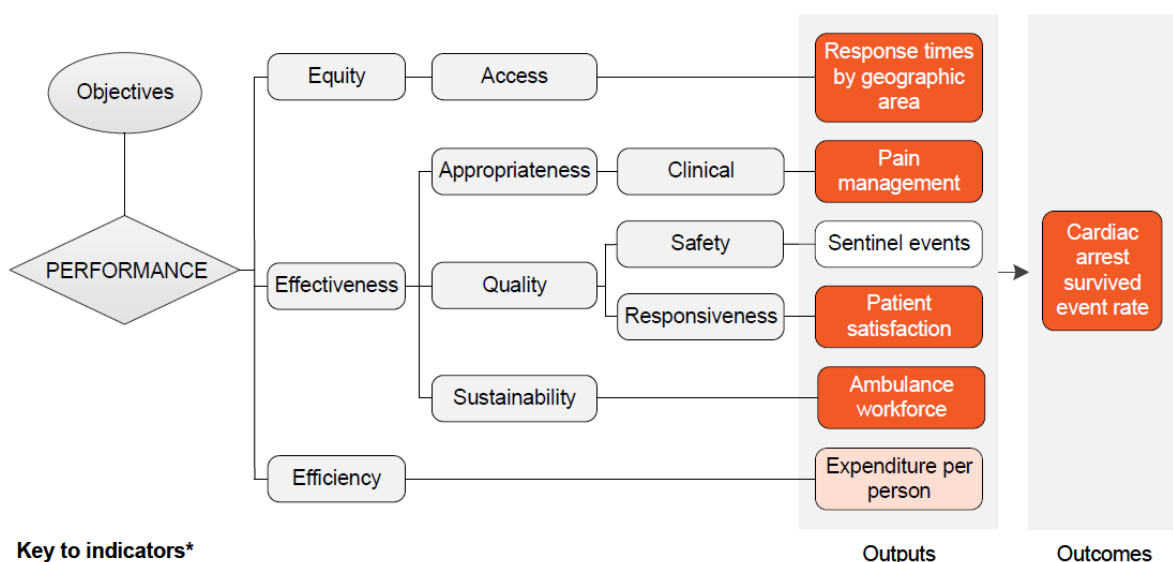 Objectives
PERFORMANCE
Equity
Access
Response times
by geographic
area
Effectiveness
Appropriateness
Clinical
Pain
management
Quality
Safety
Sentinel events
Responsiveness
Patient
satisfaction
Sustainability
Ambulance
workforce
Efficiency
Expenditure per
person
Cardiac
arrest
survived
event rate
Key to indicators*
Outputs
Outcomes